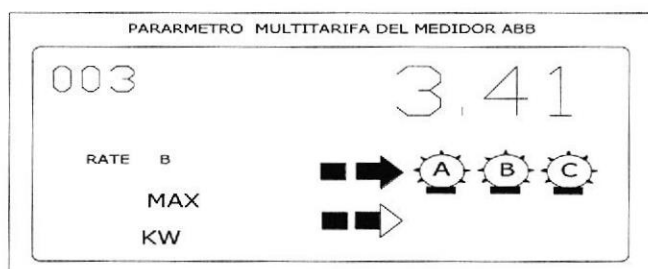 PARARMETRO MULTITARIFA DEL MEDIDOR ABB
003 3.41
RATE B
A B C
MAX
KW